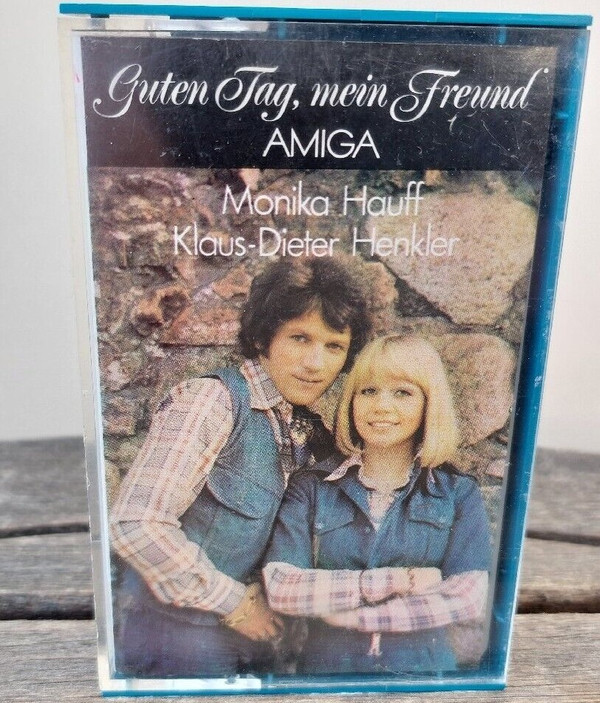 Guten Tag, mein Freund
AMIGA
Monika Hauff
Klaus-Dieter Henkler